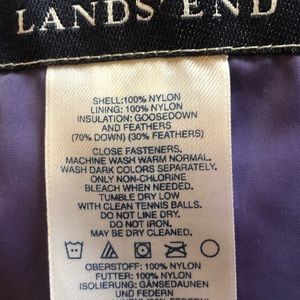 LANDS' END
SHELL:100% NYLON
LINING: 100% NYLON
INSULATION: GOOSEDOWN
AND FEATHERS
(70% DOWN) (30% FEATHERS)
CLOSE FASTENERS.
MACHINE WASH WARM NORMAL.
WASH DARK COLORS SEPARATELY.
ONLY NON-CHLORINE
BLEACH WHEN NEEDED.
TUMBLE DRY LOW
WITH CLEAN TENNIS BALLS.
DO NOT LINE DRY.
DO NOT IRON.
MAY BE DRY CLEANED.
OBERSTOFF: 100% NYLON
FUTTER: 100% NYLON
ISOLIERUNG: GÄNSEDAUNEN
UND FEDERN